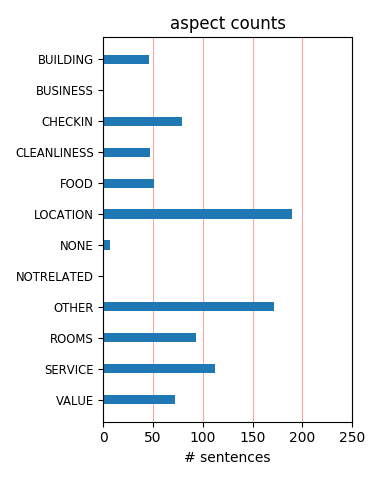 aspect counts
BUILDING
BUSINESS
CHECKIN
CLEANLINESS
FOOD
LOCATION
NONE
NOTRELATED
OTHER
ROOMS
SERVICE
VALUE
0 50 100 150 200 250
# sentences